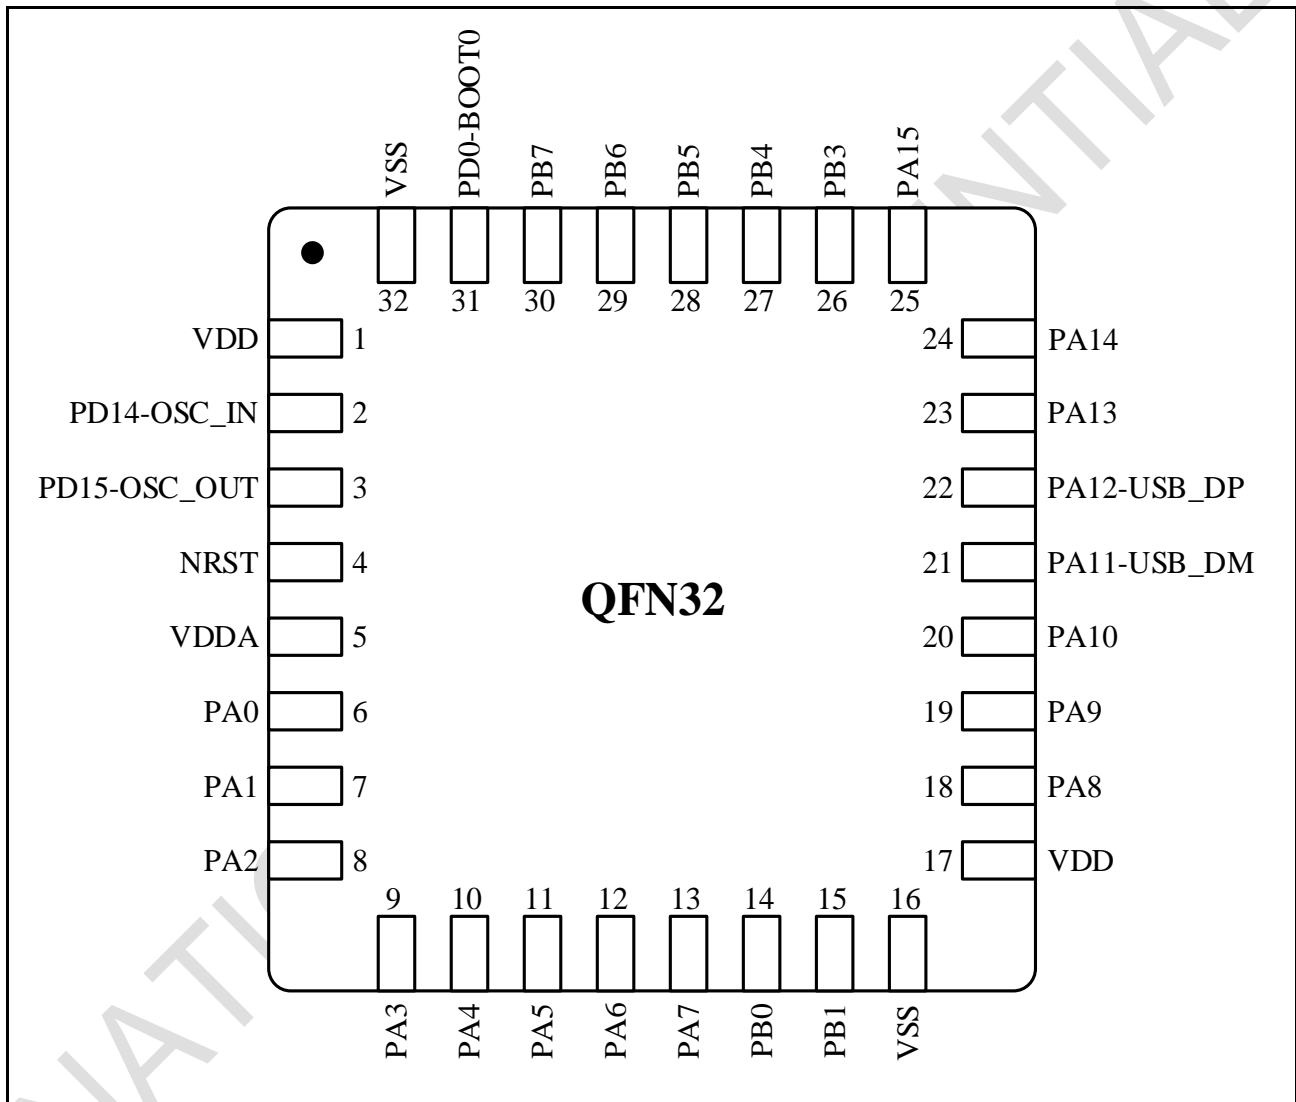 VSS
PD0-BOOT0
PB7
PB6
PB5
PB4
PB3
PA15
32
31
30
29
28
27
26
25
VDD 1
24 PA14
PD14-OSC_IN 2
23 PA13
PD15-OSC_OUT 3
22 PA12-USB_DP
NRST 4
21 PA11-USB_DM
QFN32
VDDA 5
20 PA10
PA0 6
19 PA9
PA1 7
18 PA8
PA2 8
17 VDD
9
10
11
12
13
14
15
16
PA3
PA4
PA5
PA6
PA7
PB0
PB1
VSS